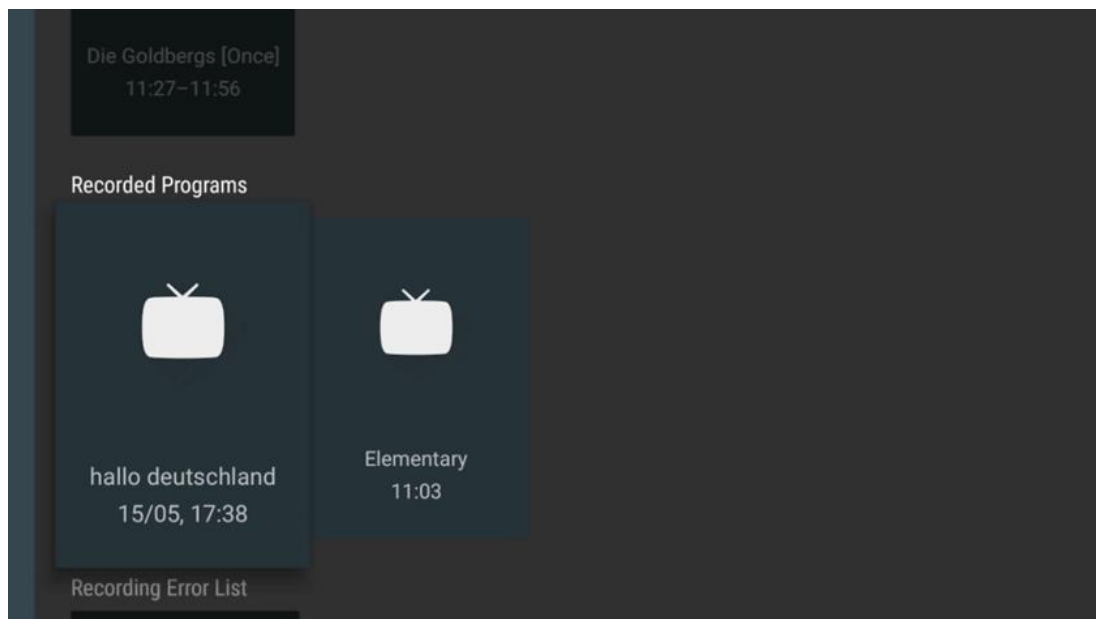 Die Goldbergs [Once]
11:27–11:56
Recorded Programs
hallo deutschland
15/05, 17:38
Elementary
11:03
Recording Error List